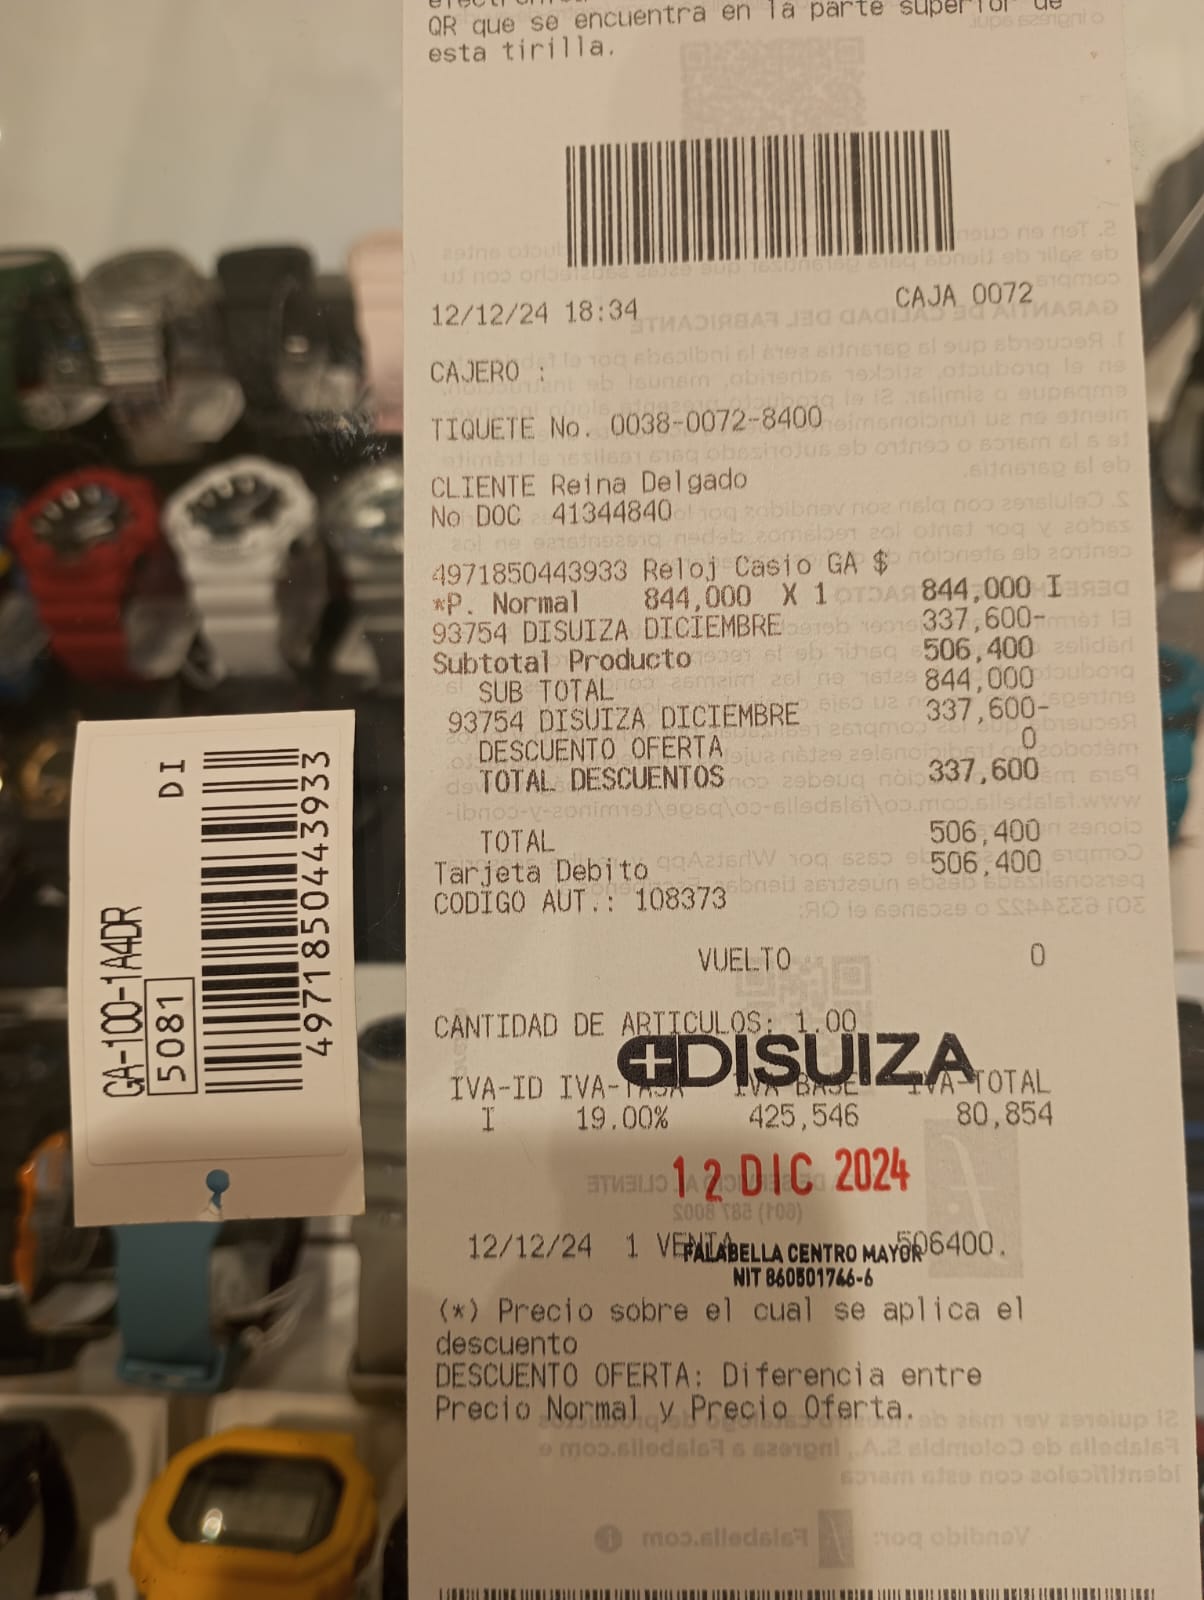 QR que se encuentra en la parte superior de
esta tirilla.
12/12/24 18:34 CAJA 0072
CAJERO :
TIQUETE No. 0038-0072-8400
CLIENTE Reina Delgado
No DOC 41344840
4971850443933 Reloj Casio GA $
*P. Normal 844,000 X 1 844,000 I
93754 DISUIZA DICIEMBRE 337,600-
Subtotal Producto 506,400
SUB TOTAL 844,000
93754 DISUIZA DICIEMBRE 337,600-
DESCUENTO OFERTA 0
TOTAL DESCUENTOS 337,600
TOTAL 506,400
Tarjeta Debito 506,400
CODIGO AUT.: 108373
VUELTO 0
CANTIDAD DE ARTICULOS: 1.00
DISUIZA
IVA-ID IVA-TASA IVA BASE IVA-TOTAL
I 19.00% 425,546 80,854
12 DIC 2024
12/12/24 1 VENTA 506400.
FALABELLA CENTRO MAYOR
NIT 860501766-6
(*) Precio sobre el cual se aplica el
descuento
DESCUENTO OFERTA: Diferencia entre
Precio Normal y Precio Oferta.
GA-100-1A4DR DI
5081
4971850443933